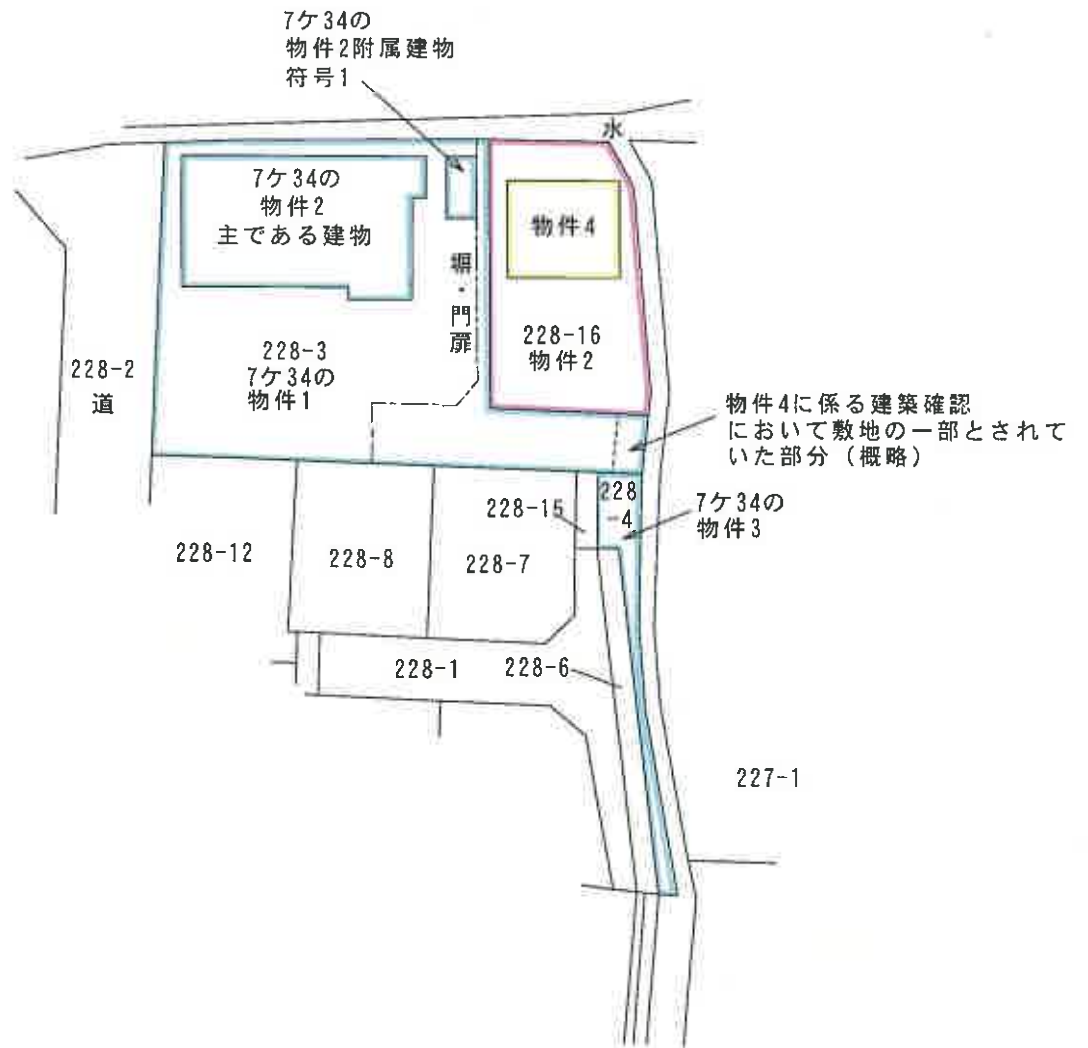 7ケ34の
物件2附属建物
符号1
水
7ケ34の
物件2
主である建物
物件4
塀・門扉
228-16
物件2
228-3
7ケ34の
物件1
228-2
道
物件4に係る建築確認
において敷地の一部とされて
いた部分(概略)
228
-4
7ケ34の
物件3
228-15
228-12
228-8
228-7
228-1
228-6
227-1